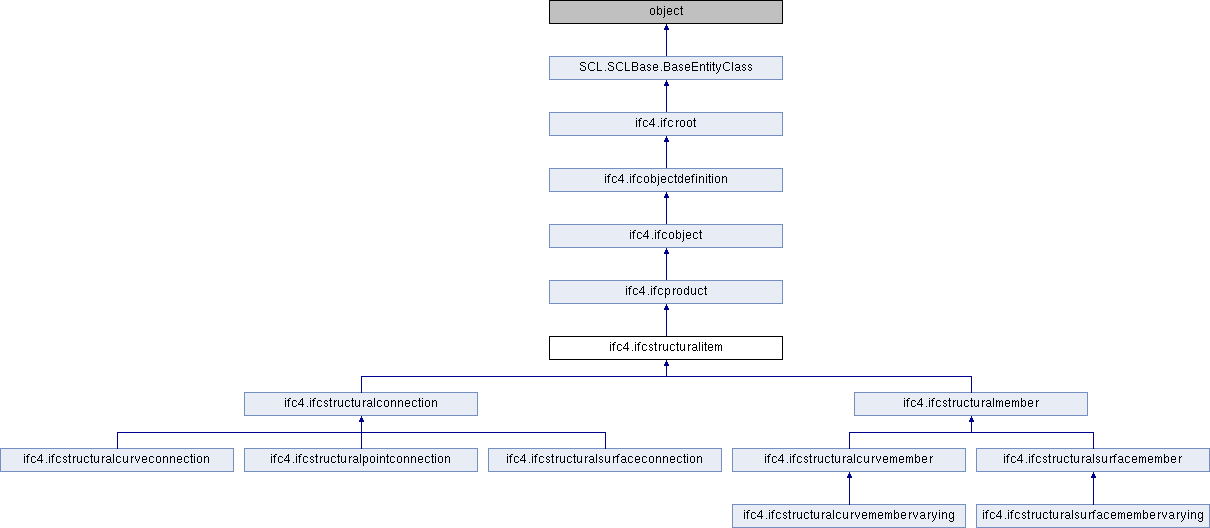 object
SCL.SCLBase.BaseEntityClass
ifc4.ifcroot
ifc4.ifcobjectdefinition
ifc4.ifcobject
ifc4.ifcproduct
ifc4.ifcstructuralitem
ifc4.ifcstructuralconnection
ifc4.ifcstructuralmember
ifc4.ifcstructuralcurveconnection
ifc4.ifcstructuralpointconnection
ifc4.ifcstructuralsurfaceconnection
ifc4.ifcstructuralcurvemember
ifc4.ifcstructuralsurfacemember
ifc4.ifcstructuralcurvemembervarying
ifc4.ifcstructuralsurfacemembervarying